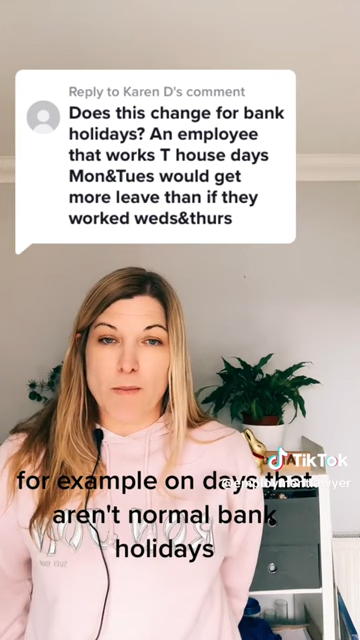 Reply to Karen D's comment
Does this change for bank
holidays? An employee
that works T house days
Mon&Tues would get
more leave than if they
worked weds&thurs
for example on days that
aren't normal bank
holidays
TikTok